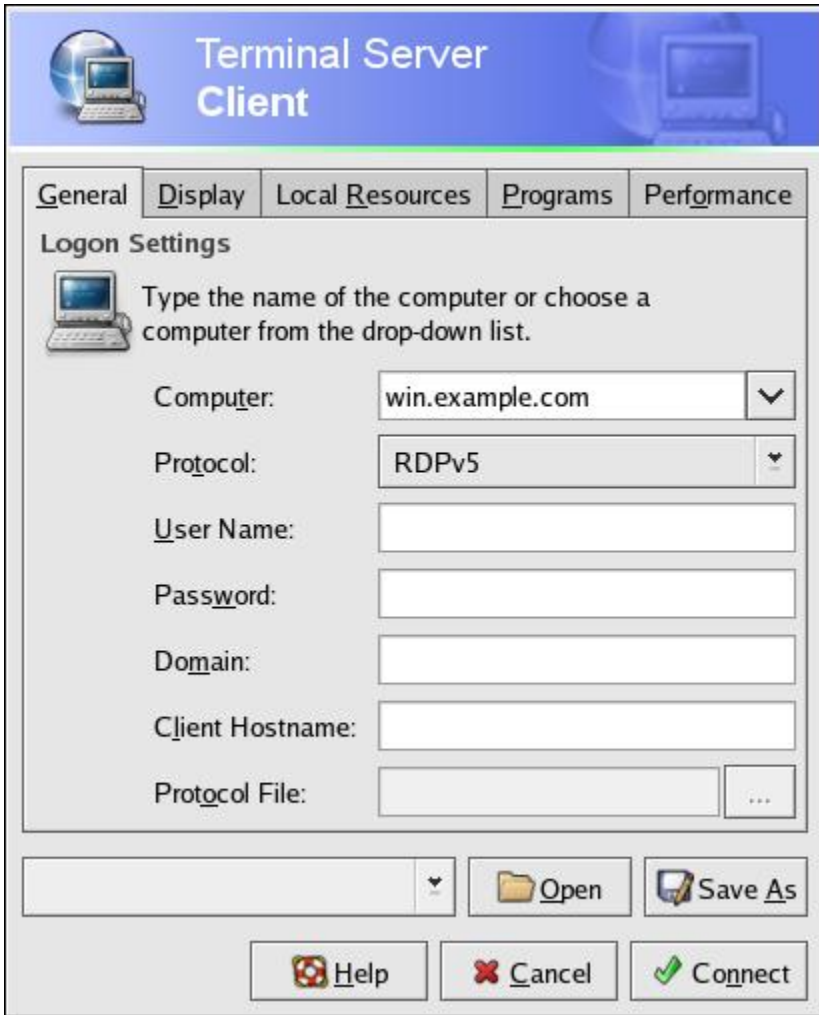 Terminal Server
Client
General Display Local Resources Programs Performance
Logon Settings
Type the name of the computer or choose a
computer from the drop-down list.
Computer: win.example.com
Protocol: RDPv5
User Name:
Password:
Domain:
Client Hostname:
Protocol File: ...
Open Save As
Help Cancel Connect